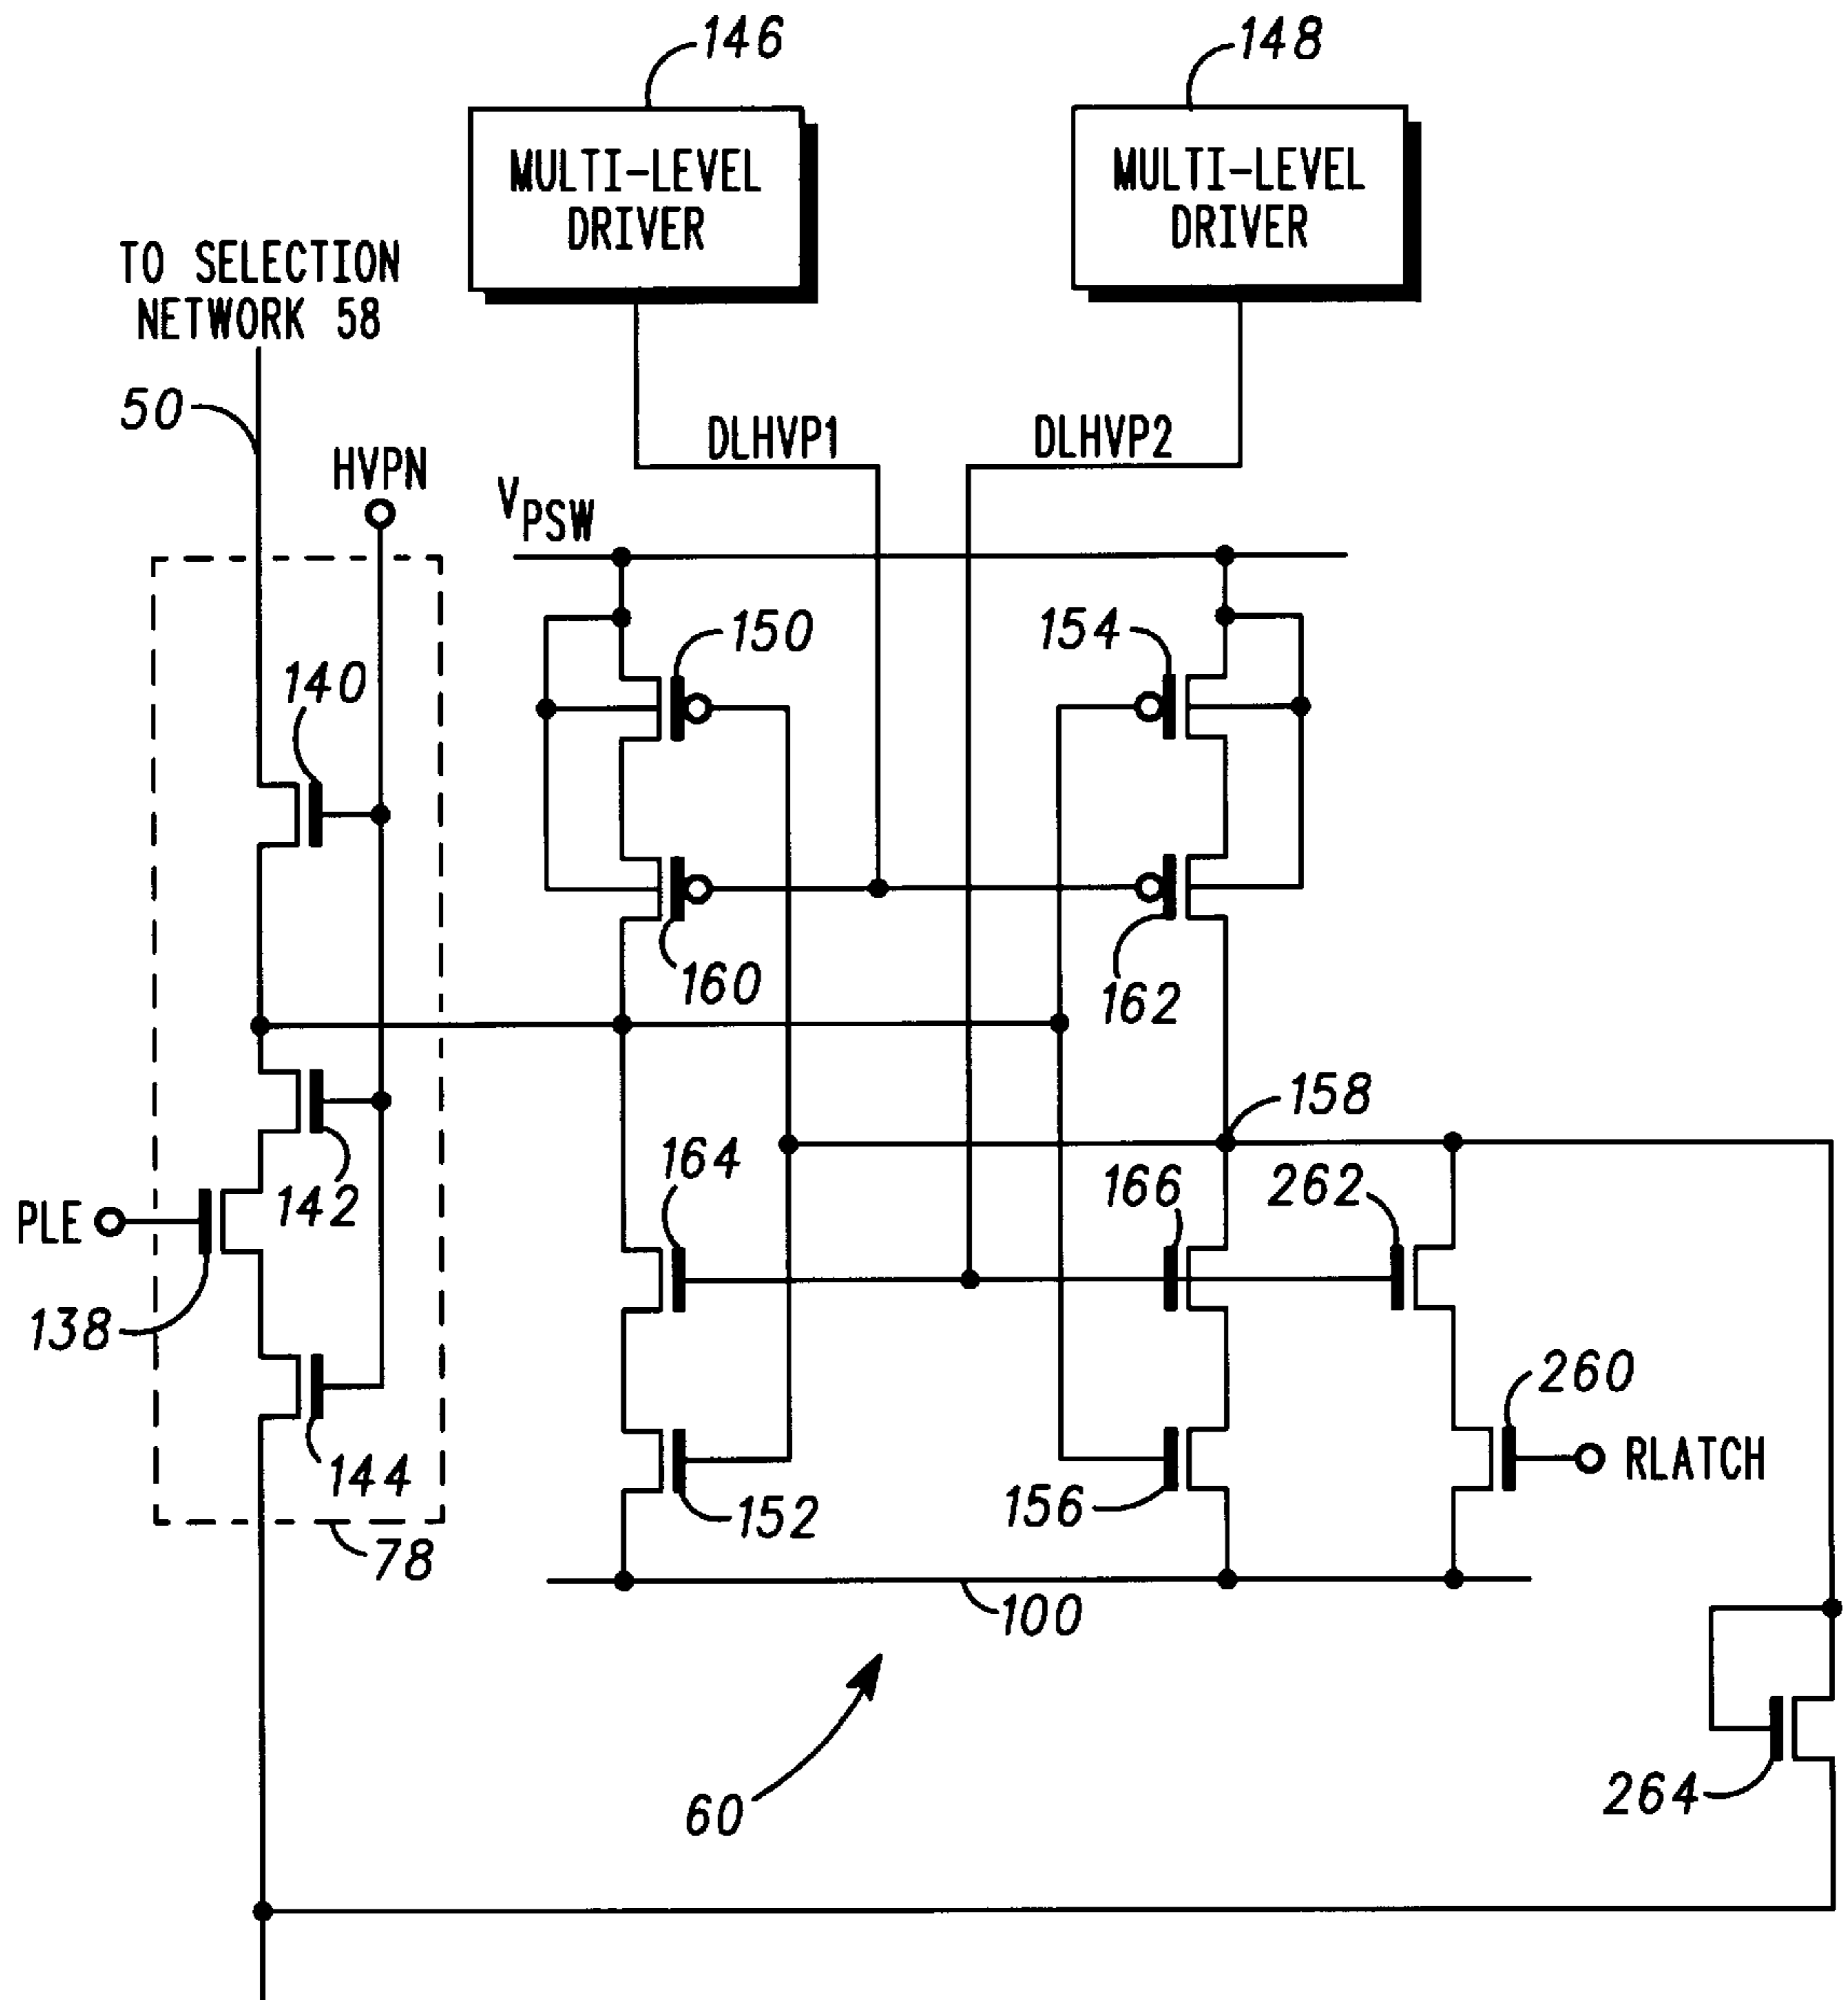 146
148
MULTI-LEVEL
DRIVER
MULTI-LEVEL
DRIVER
TO SELECTION
NETWORK 58
50
HVPN
DLHVP1
DLHVP2
VPSW
150
154
140
160
162
158
164
166
262
142
PLE
138
260
RLATCH
144
152
156
78
100
60
264